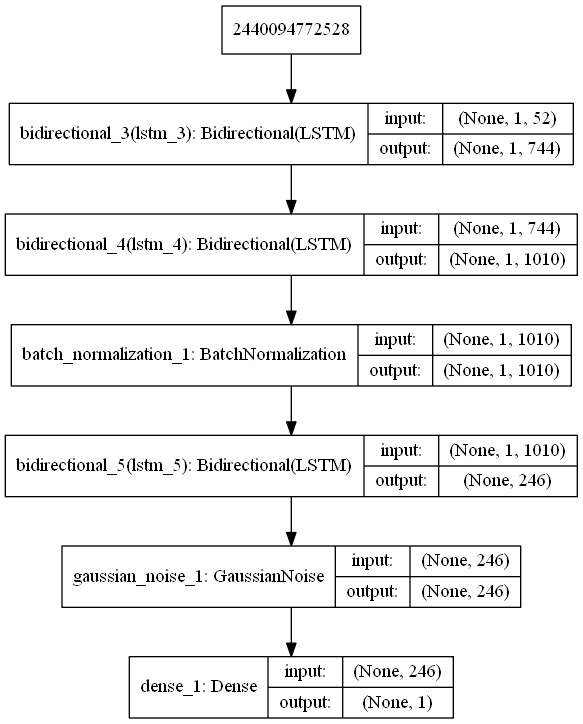 2440094772528
bidirectional_3(lstm_3): Bidirectional(LSTM)
input: (None, 1, 52)
output: (None, 1, 744)
bidirectional_4(lstm_4): Bidirectional(LSTM)
input: (None, 1, 744)
output: (None, 1, 1010)
batch_normalization_1: BatchNormalization
input: (None, 1, 1010)
output: (None, 1, 1010)
bidirectional_5(lstm_5): Bidirectional(LSTM)
input: (None, 1, 1010)
output: (None, 246)
gaussian_noise_1: GaussianNoise
input: (None, 246)
output: (None, 246)
dense_1: Dense
input: (None, 246)
output: (None, 1)